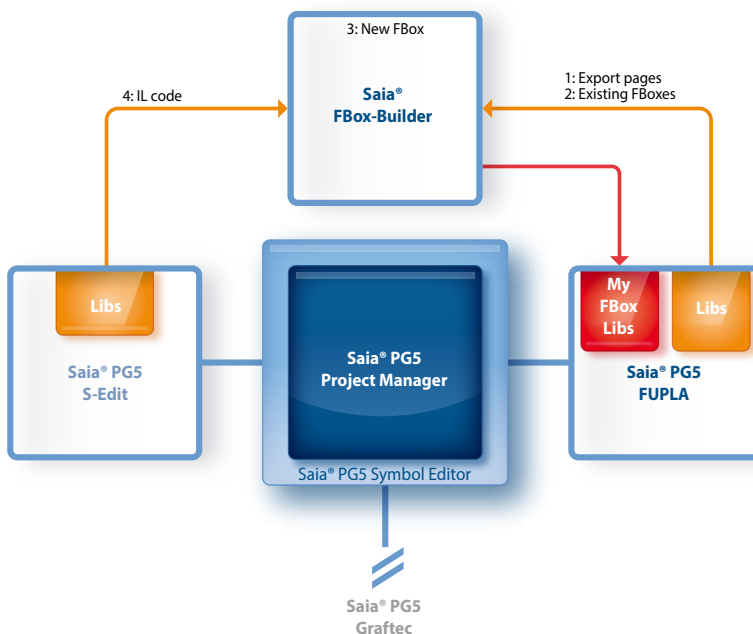 3: New FBox
4: IL code
1: Export pages
2: Existing FBoxes
Saia®
FBox-Builder
Libs
My
FBox
Libs
Libs
Saia® PG5
S-Edit
Saia® PG5
Project Manager
Saia® PG5
FUPLA
Saia® PG5 Symbol Editor
Saia® PG5
Graftec